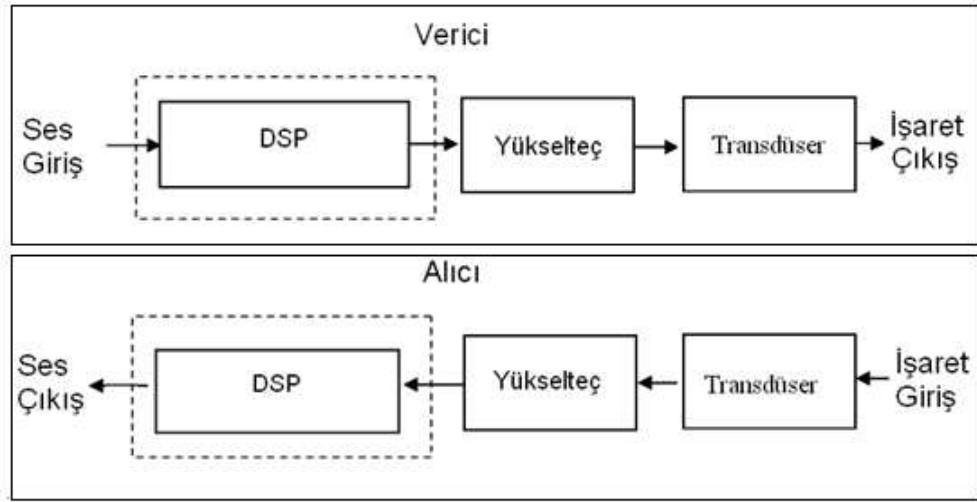 Verici
Ses
Giriş
DSP
Yükselteç
Transdüser
İşaret
Çıkış
Alıcı
Ses
Çıkış
DSP
Yükselteç
Transdüser
İşaret
Giriş